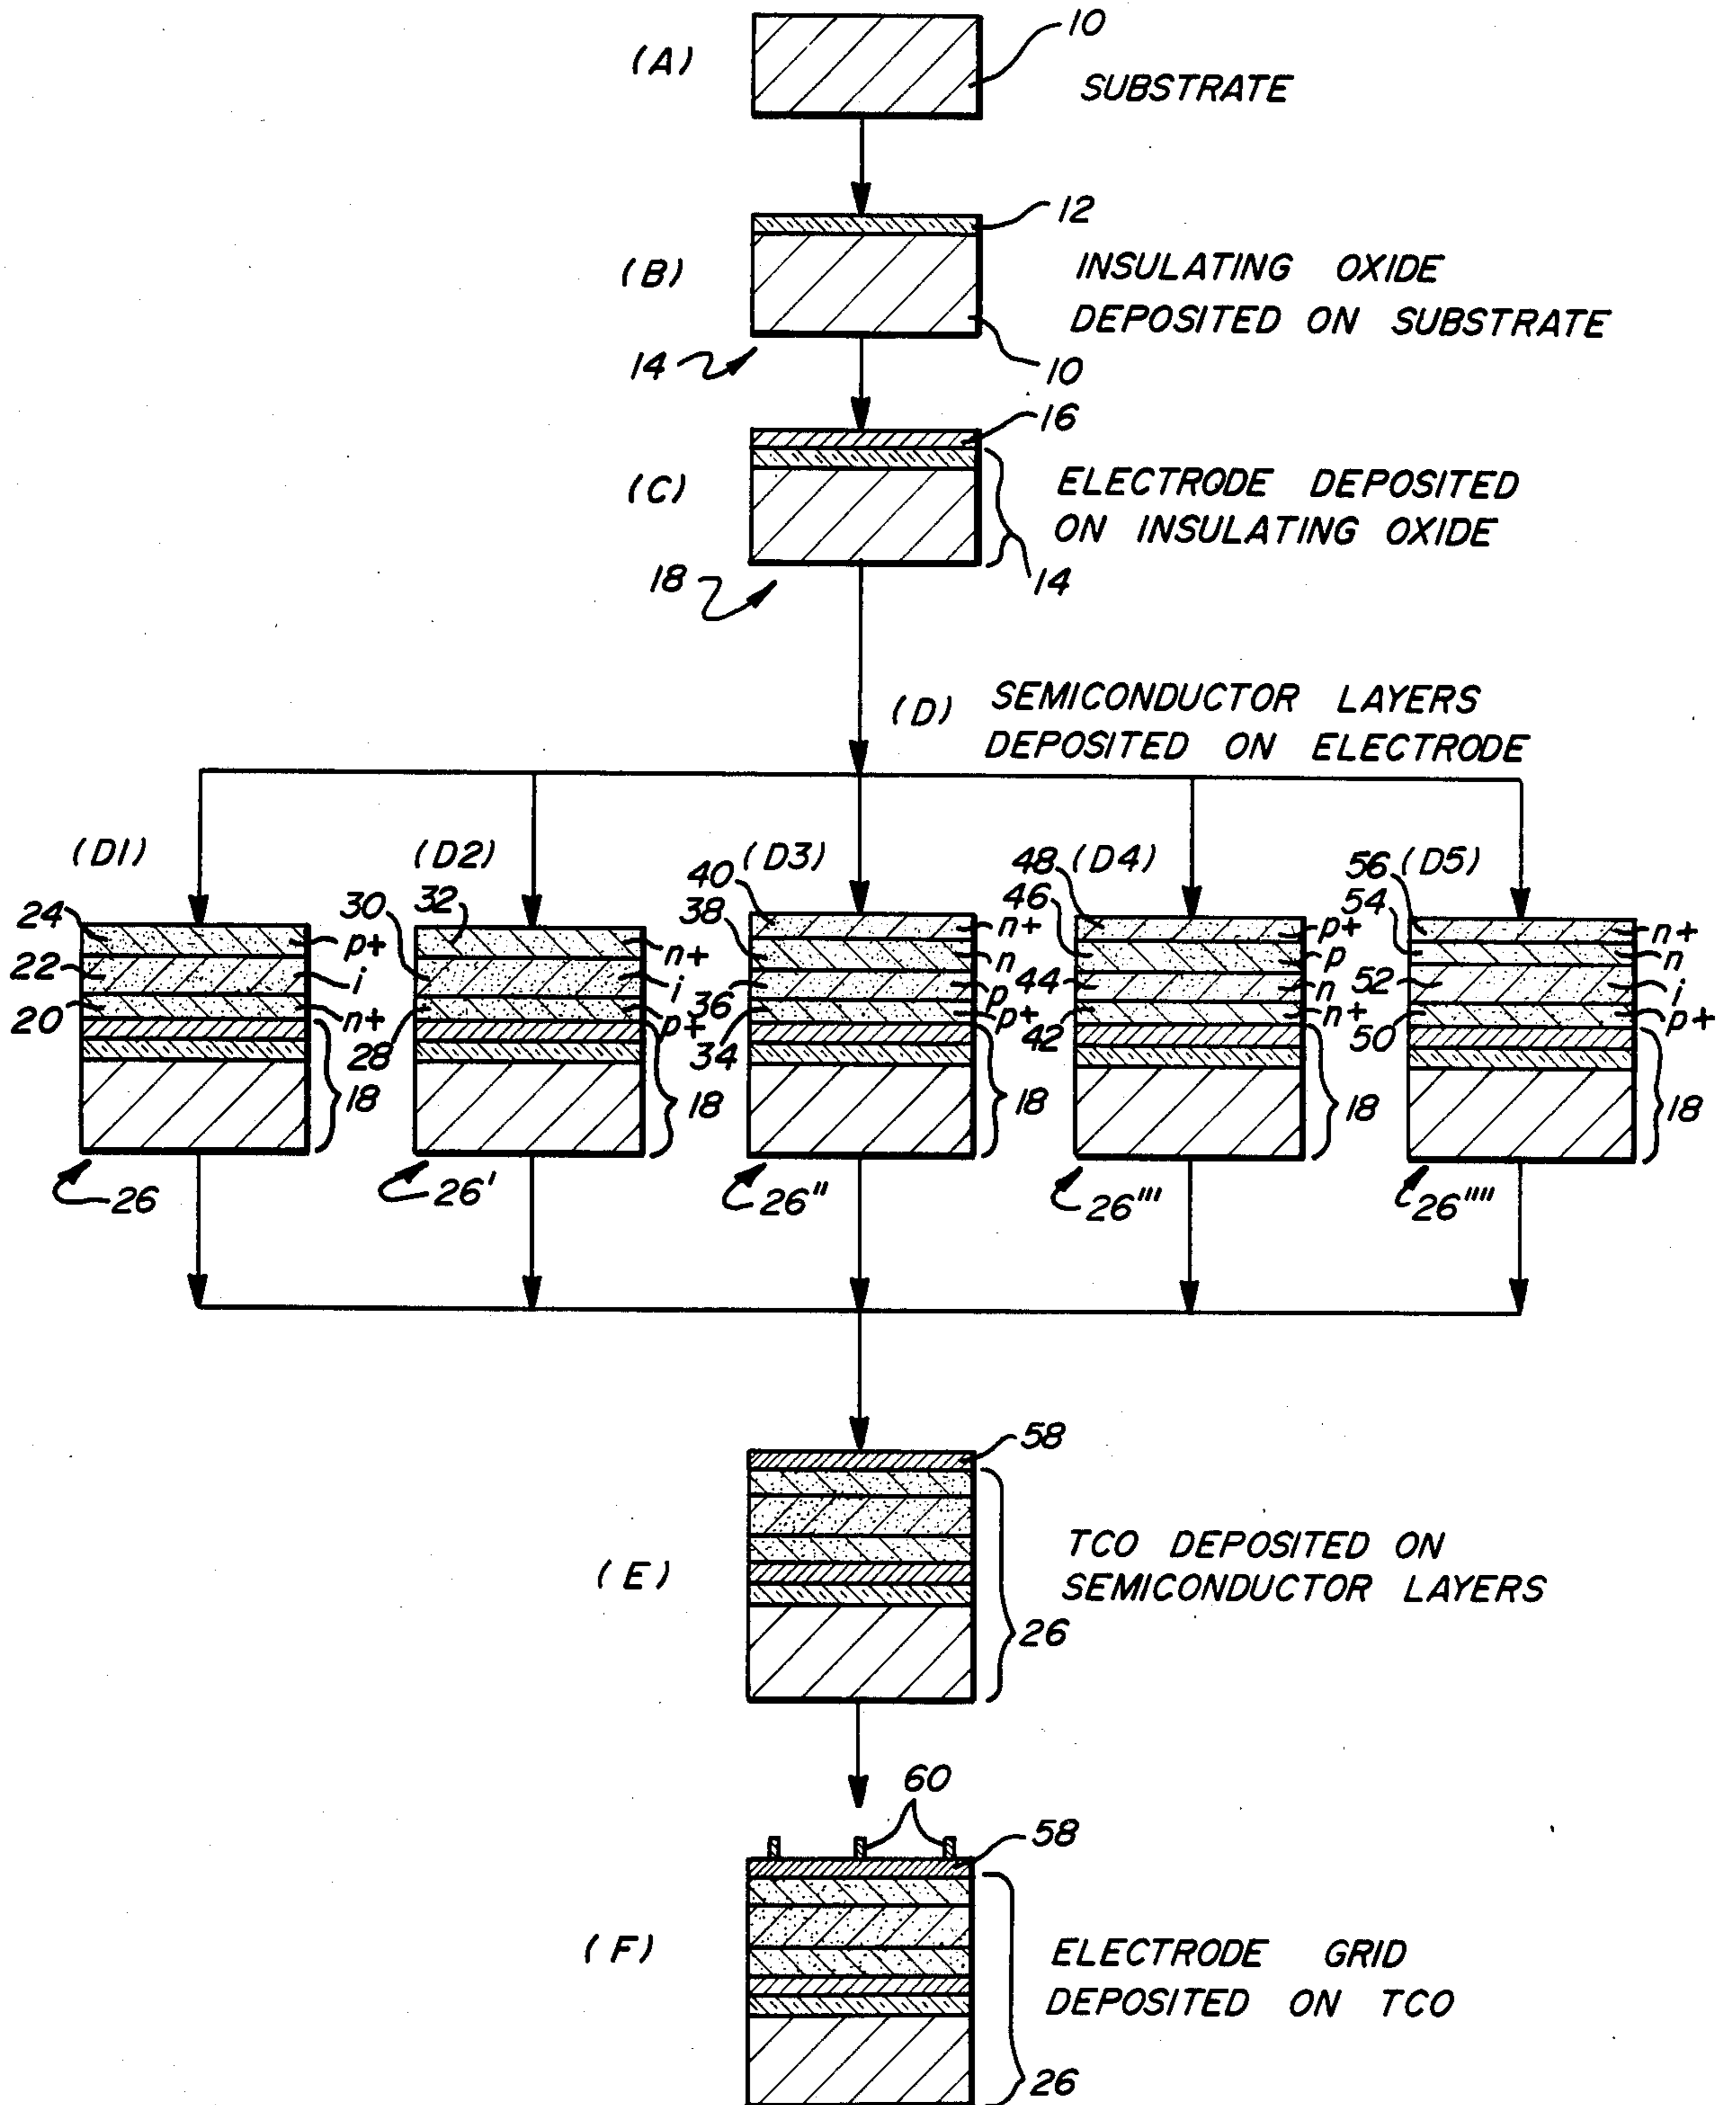 (A)
10
SUBSTRATE
12
(B)
INSULATING OXIDE
DEPOSITED ON SUBSTRATE
14
10
16
(C)
ELECTRODE DEPOSITED
ON INSULATING OXIDE
18
14
(D)
SEMICONDUCTOR LAYERS
DEPOSITED ON ELECTRODE
(D1)
24
p+
22
i
20
n+
18
26
(D2)
32
30
n+
i
28
p+
18
26'
(D3)
40
n+
38
n
36
p
34
p+
18
26''
(D4)
48
p+
46
p
44
n
42
n+
18
26'''
(D5)
56
n+
54
n
52
i
50
p+
18
26''''
58
(E)
TCO DEPOSITED ON
SEMICONDUCTOR LAYERS
26
60
58
(F)
ELECTRODE GRID
DEPOSITED ON TCO
26